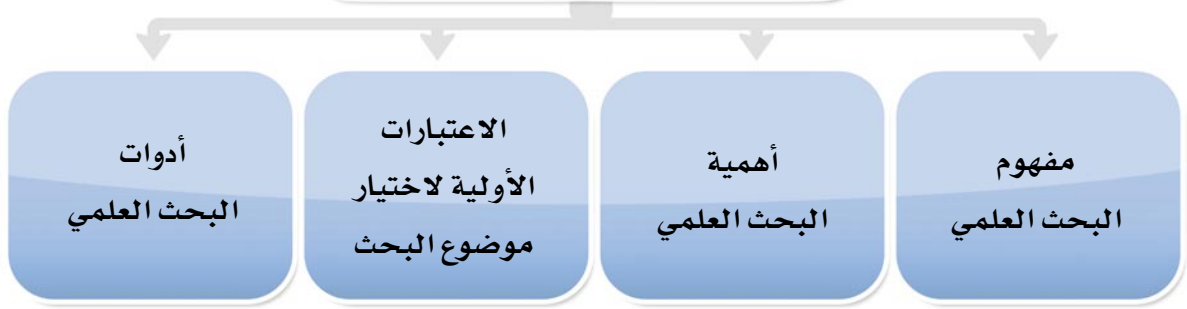 مفهوم
البحث العلمي
أهمية
البحث العلمي
الاعتبارات
الأولية لاختيار
موضوع البحث
أدوات
البحث العلمي